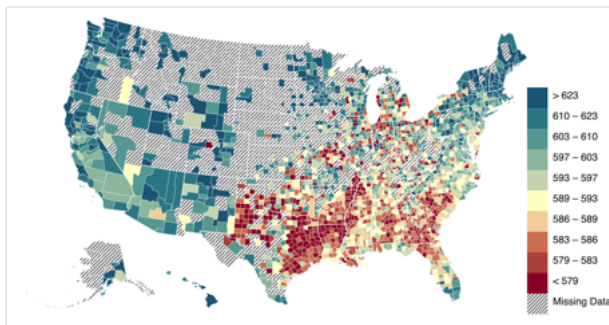 > 623
610 – 623
603 – 610
597 – 603
593 – 597
589 – 593
586 – 589
583 – 586
579 – 583
< 579
Missing Data